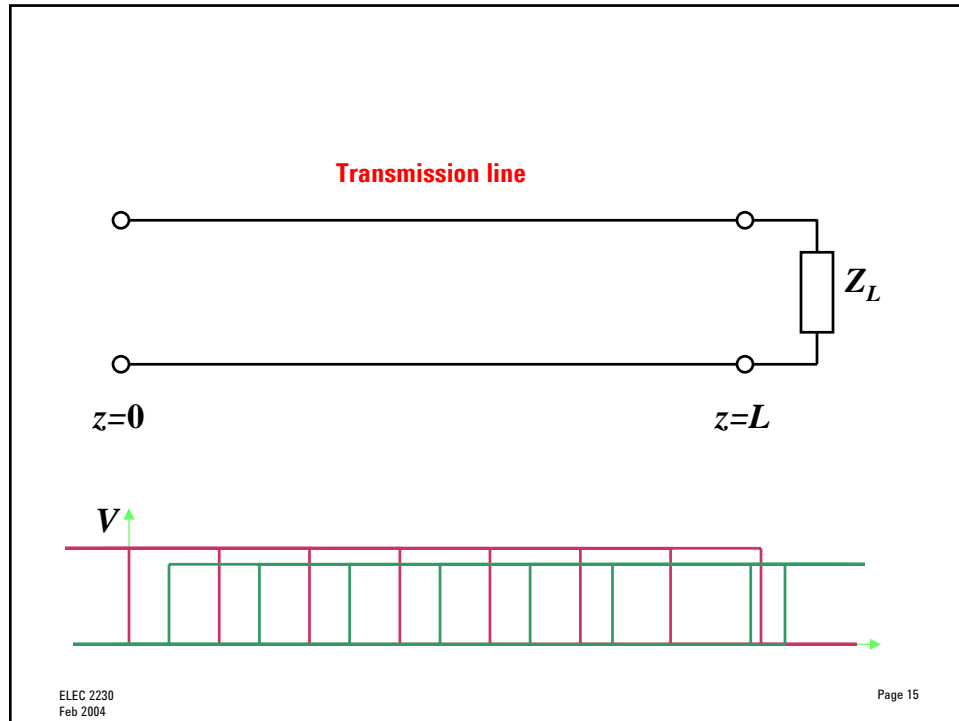 Transmission line
Z_L
z=0
z=L
V
ELEC 2230
Feb 2004
Page 15